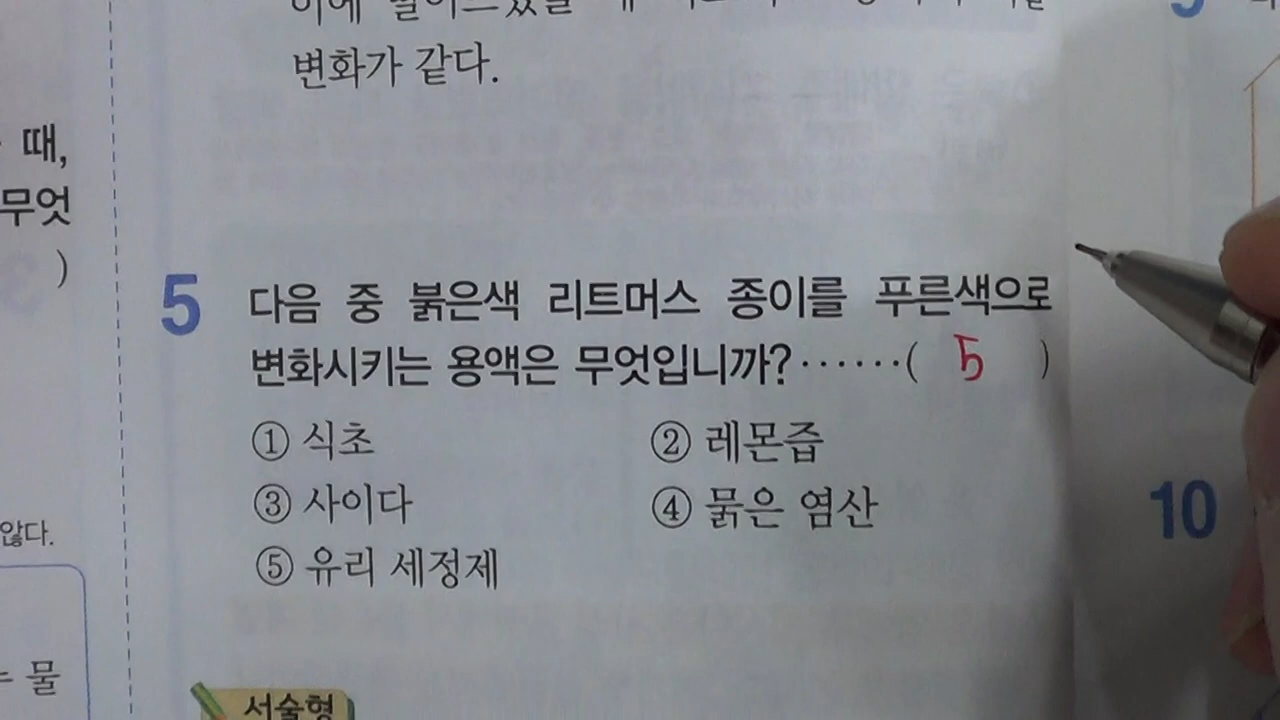 변화가 같다.
때,
무엇
)
5 다음 중 붉은색 리트머스 종이를 푸른색으로
변화시키는 용액은 무엇입니까? ······( 5 )
① 식초 ② 레몬즙
③ 사이다 ④ 묽은 염산
⑤ 유리 세정제
않다.
물
서술형
10